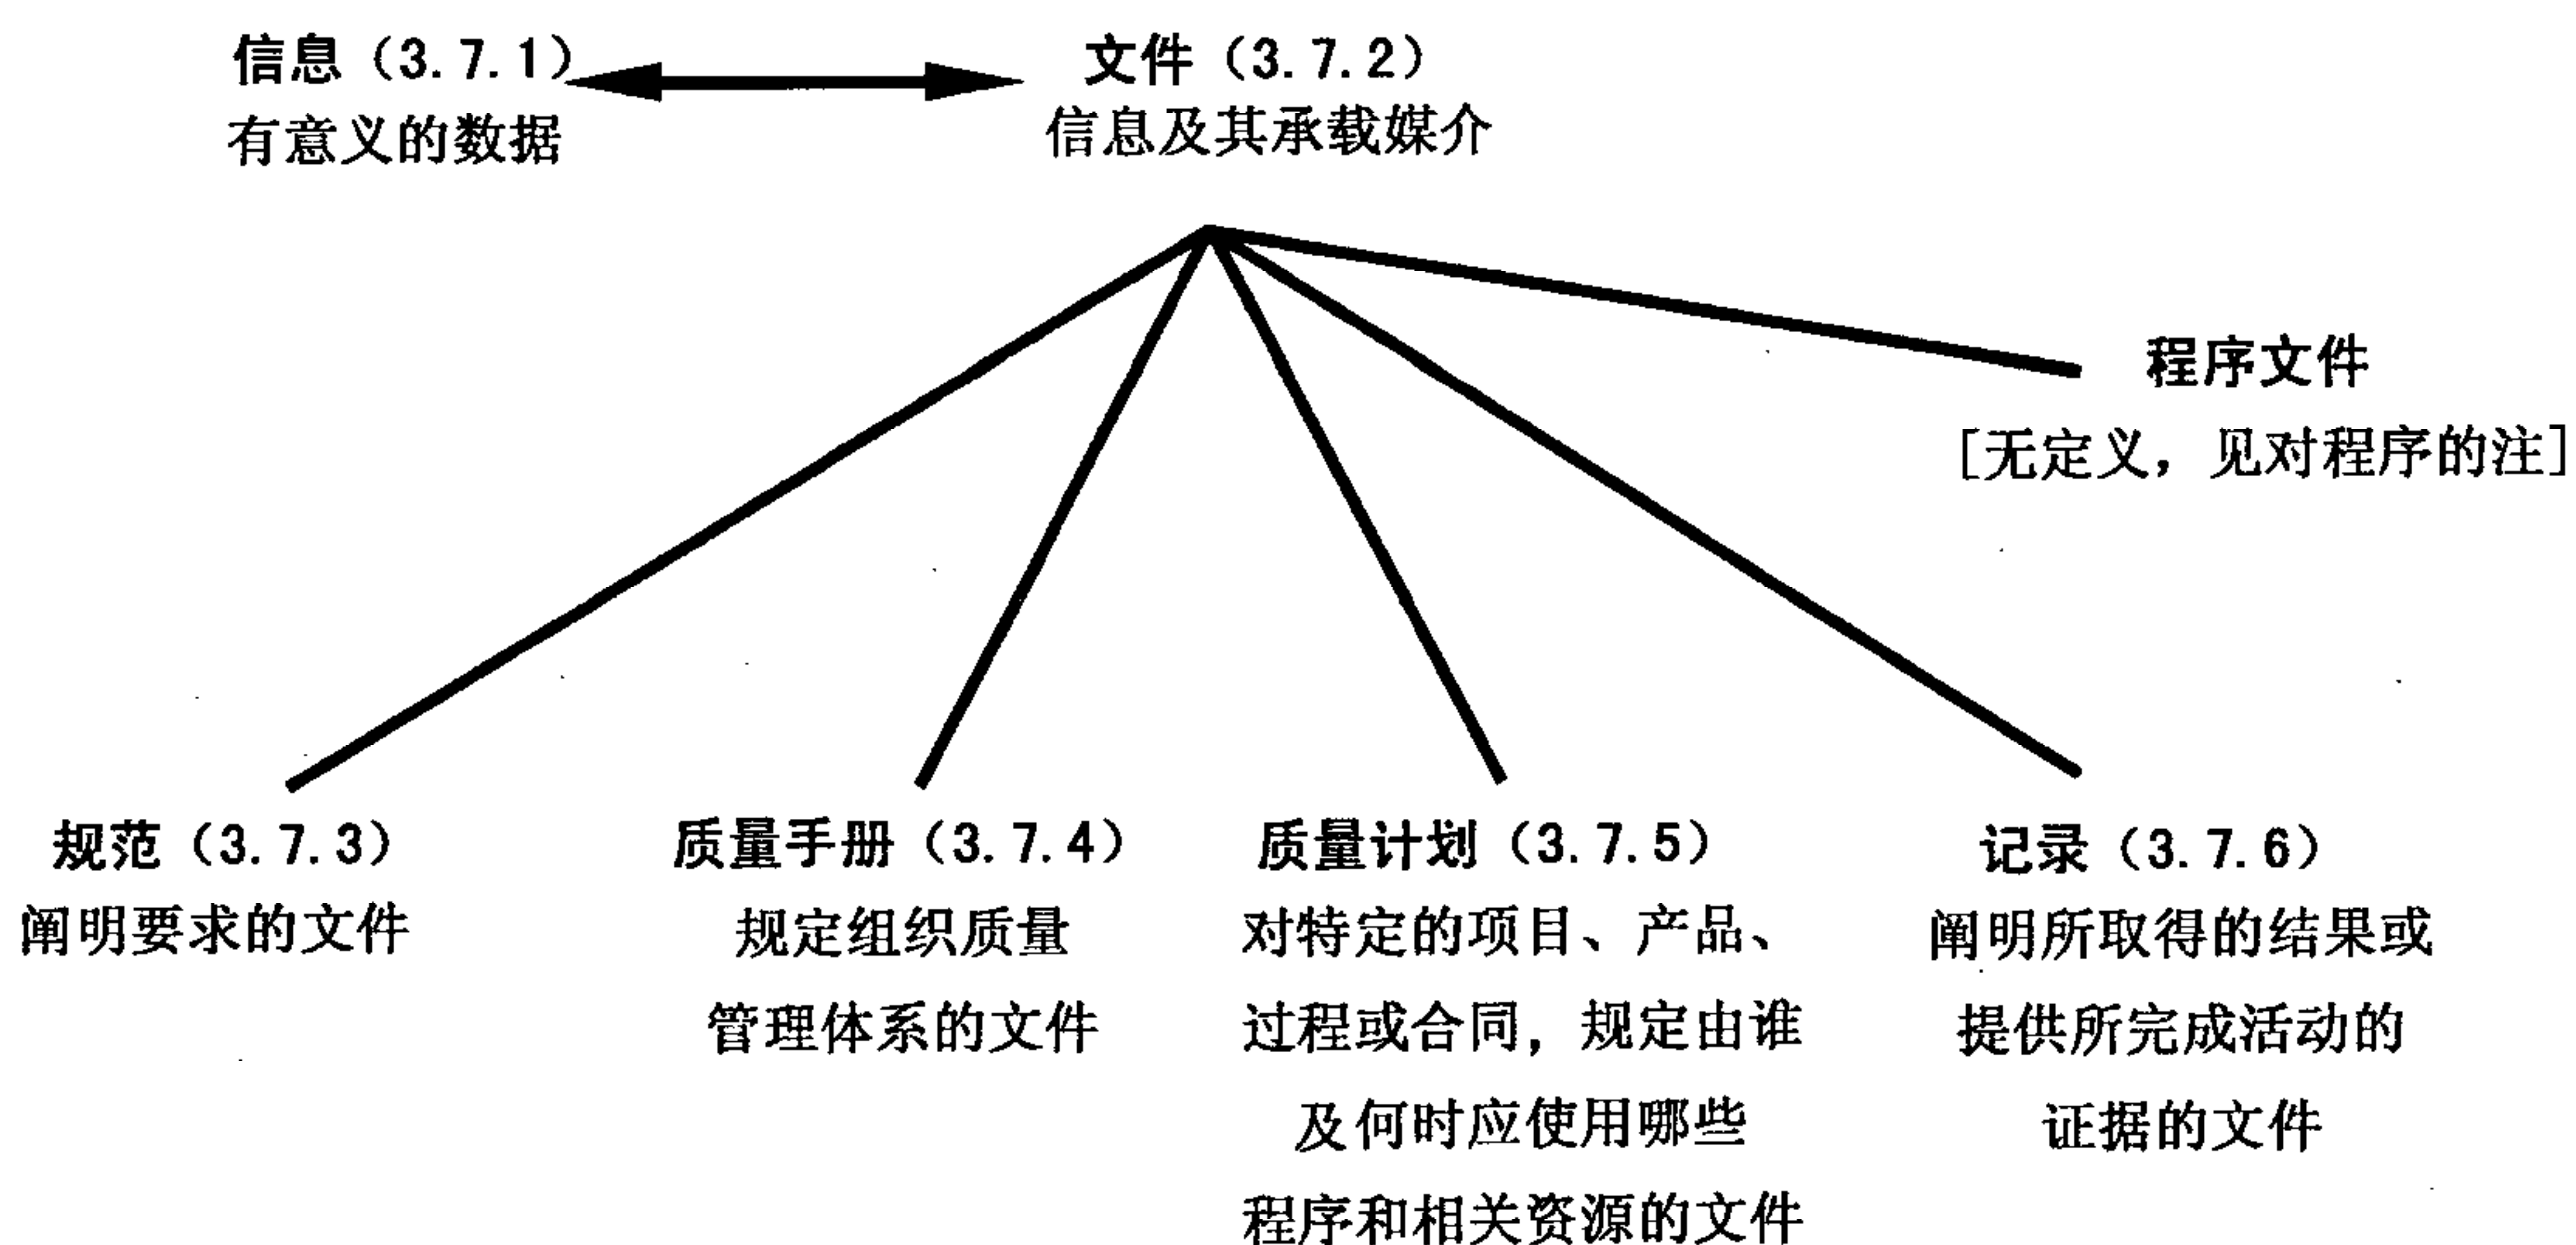 信息（3.7.1）
有意义的数据
文件（3.7.2）
信息及其承载媒介
程序文件
[无定义，见对程序的注]
规范（3.7.3）
阐明要求的文件
质量手册（3.7.4）
规定组织质量
管理体系的文件
质量计划（3.7.5）
对特定的项目、产品、
过程或合同，规定由谁
及何时应使用哪些
程序和相关资源的文件
记录（3.7.6）
阐明所取得的结果或
提供所完成活动的
证据的文件